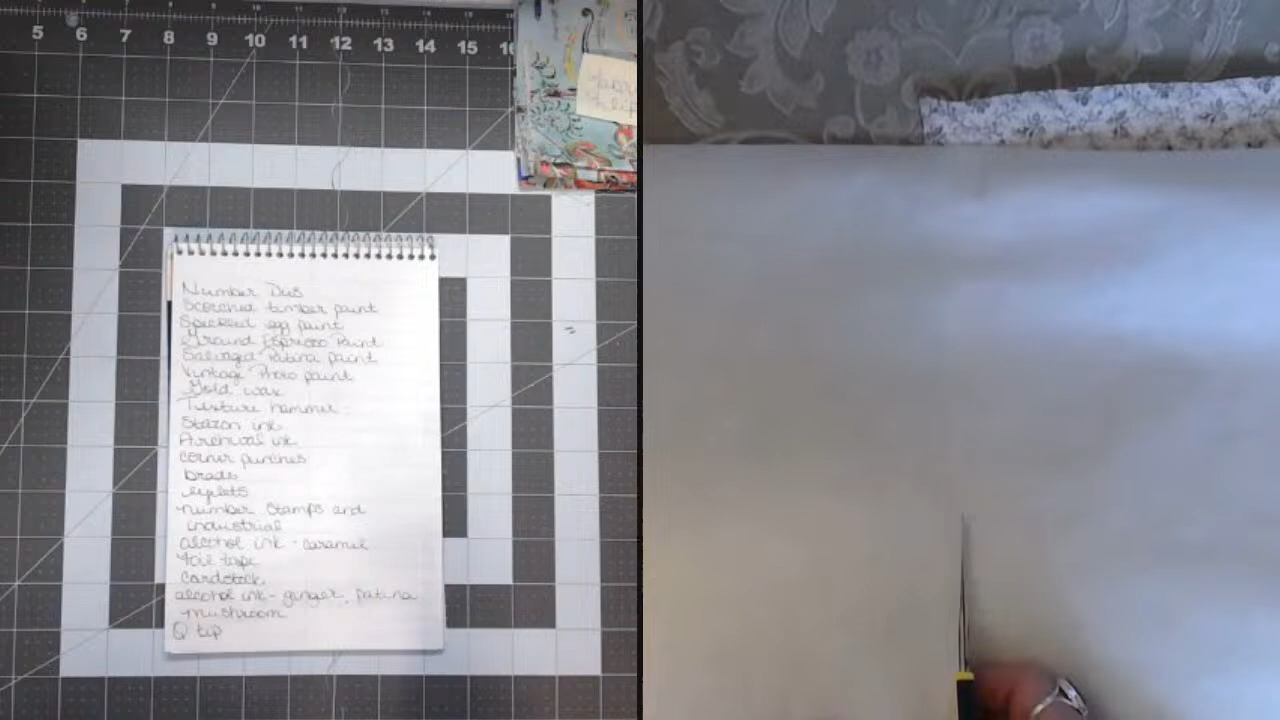 5 6 7 8 9 10 11 12 13 14 15 16
Number Dies
Scorched timber paint
Speckled egg paint
Ground Espresso Paint
Salvaged Patina paint
Vintage Photo paint
Gold wax
Texture hammer
Stazon ink
Archival ink
Corner punches
brads
eyelets
number stamps and
industrial
alcohol ink - caramel
foil tape
Cardstock
alcohol ink - ginger, patina
mushroom
Q tip